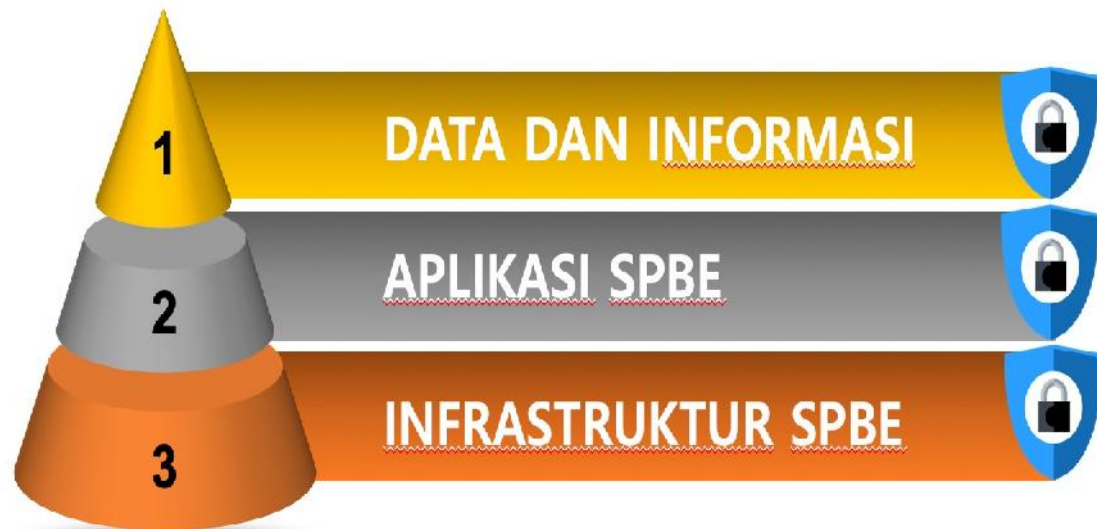 1
DATA DAN INFORMASI
2
APLIKASI SPBE
3
INFRASTRUKTUR SPBE